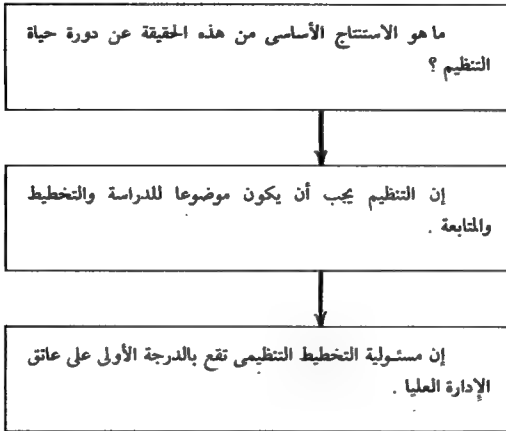 ما هو الاستنتاج الأساسى من هذه الحقيقة عن دورة حياة
التنظيم ؟
إن التنظيم يجب أن يكون موضوعا للدراسة والتخطيط
والمتابعة .
إن مسئولية التخطيط التنظيمى تقع بالدرجة الأولى على عاتق
الإدارة العليا .